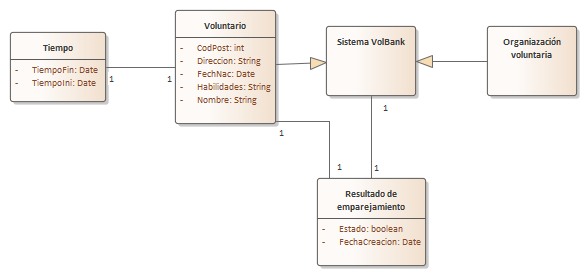 Tiempo
- TiempoFin: Date
- TiempoIni: Date
1
1
Voluntario
- CodPost: int
- Direccion: String
- FechNac: Date
- Habilidades: String
- Nombre: String
Sistema VolBank
Organiazación
voluntaria
1
1
1
1
Resultado de
emparejamiento
- Estado: boolean
- FechaCreacion: Date